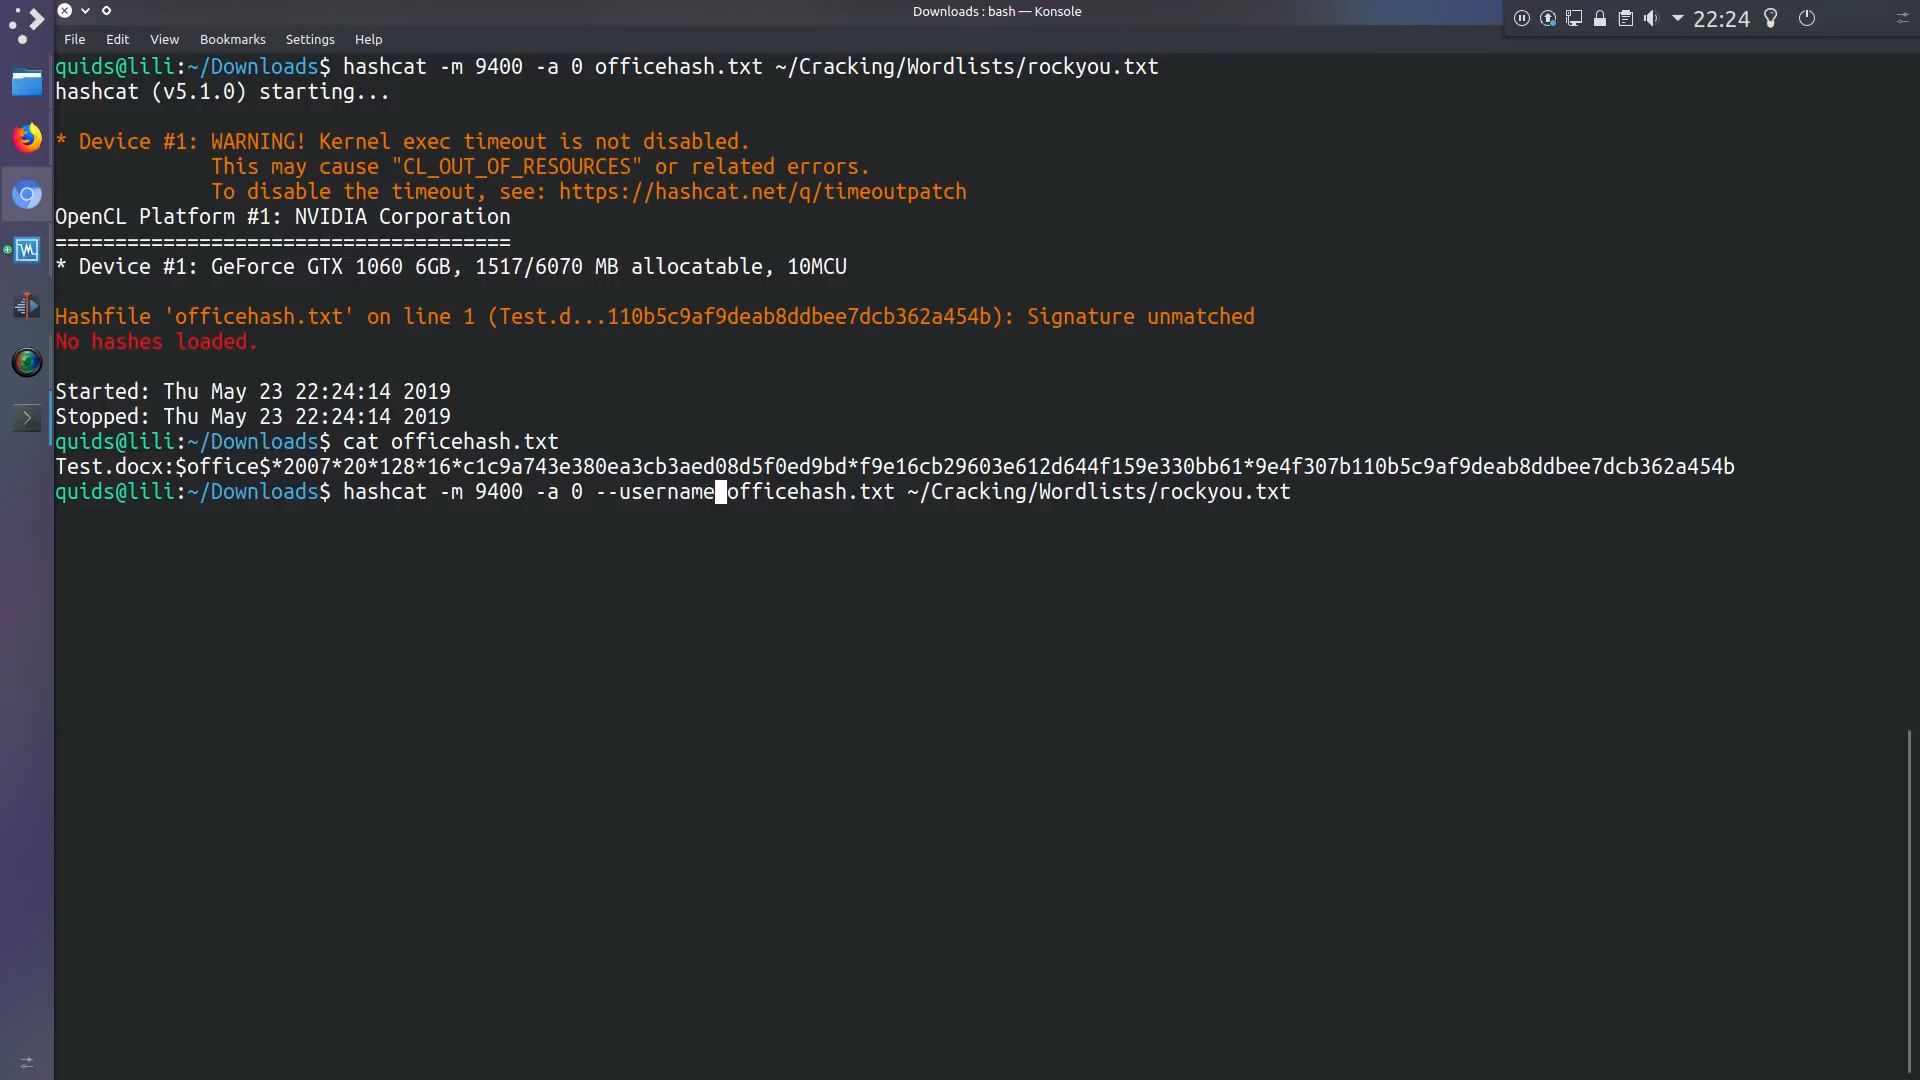 Downloads : bash — Konsole
22:24
File Edit View Bookmarks Settings Help
quids@lili:~/Downloads$ hashcat -m 9400 -a 0 officehash.txt ~/Cracking/Wordlists/rockyou.txt
hashcat (v5.1.0) starting...
* Device #1: WARNING! Kernel exec timeout is not disabled.
This may cause "CL_OUT_OF_RESOURCES" or related errors.
To disable the timeout, see: https://hashcat.net/q/timeoutpatch
OpenCL Platform #1: NVIDIA Corporation
======================================
* Device #1: GeForce GTX 1060 6GB, 1517/6070 MB allocatable, 10MCU
Hashfile 'officehash.txt' on line 1 (Test.d...110b5c9af9deab8ddbee7dcb362a454b): Signature unmatched
No hashes loaded.
Started: Thu May 23 22:24:14 2019
Stopped: Thu May 23 22:24:14 2019
quids@lili:~/Downloads$ cat officehash.txt
Test.docx:$office$*2007*20*128*16*c1c9a743e380ea3cb3aed08d5f0ed9bd*f9e16cb29603e612d644f159e330bb61*9e4f307b110b5c9af9deab8ddbee7dcb362a454b
quids@lili:~/Downloads$ hashcat -m 9400 -a 0 --username officehash.txt ~/Cracking/Wordlists/rockyou.txt